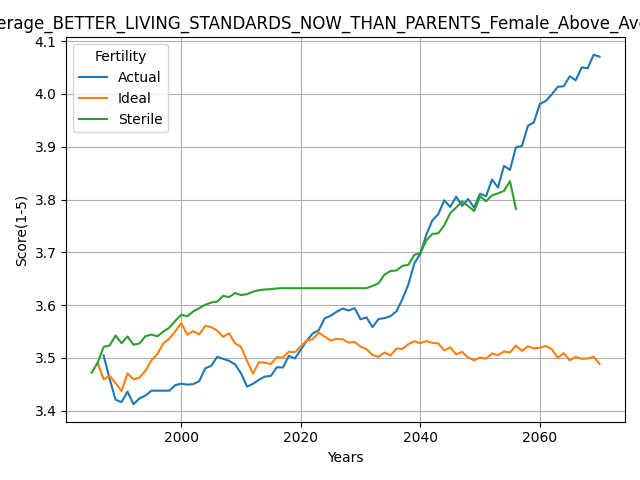 erage_BETTER_LIVING_STANDARDS_NOW_THAN_PARENTS_Female_Above_Ave
Fertility
Actual
Ideal
Sterile
Score(1-5)
4.1
4.0
3.9
3.8
3.7
3.6
3.5
3.4
2000 2020 2040 2060
Years